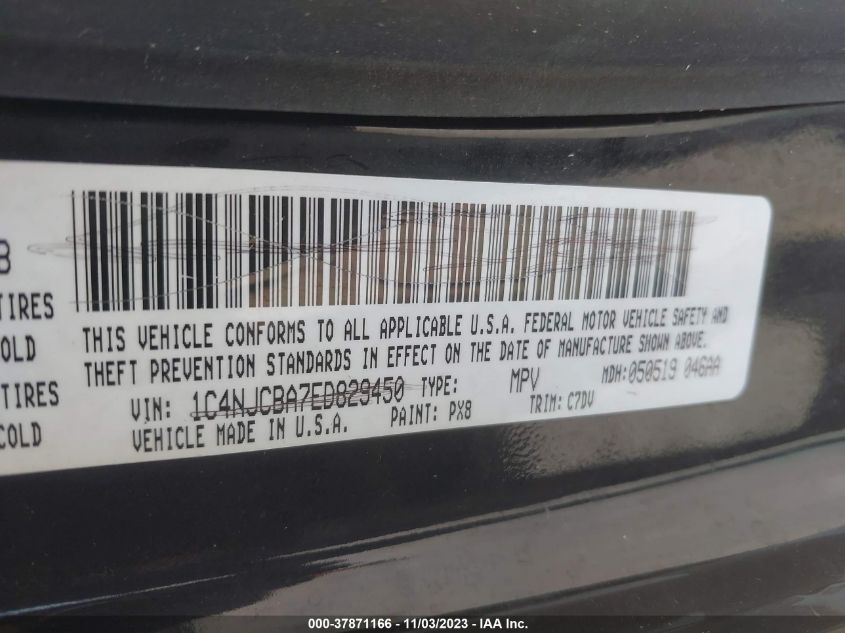 B
TIRES
OLD
TIRES
COLD
THIS VEHICLE CONFORMS TO ALL APPLICABLE U.S.A. FEDERAL MOTOR VEHICLE SAFETY AND
THEFT PREVENTION STANDARDS IN EFFECT ON THE DATE OF MANUFACTURE SHOWN ABOVE.
VIN: 1C4NJCBA7ED829450 TYPE: MPV MDH:050519 046AA
VEHICLE MADE IN U.S.A. PAINT: PX8 TRIM: C7DV
000-37871166 - 11/03/2023 - IAA Inc.